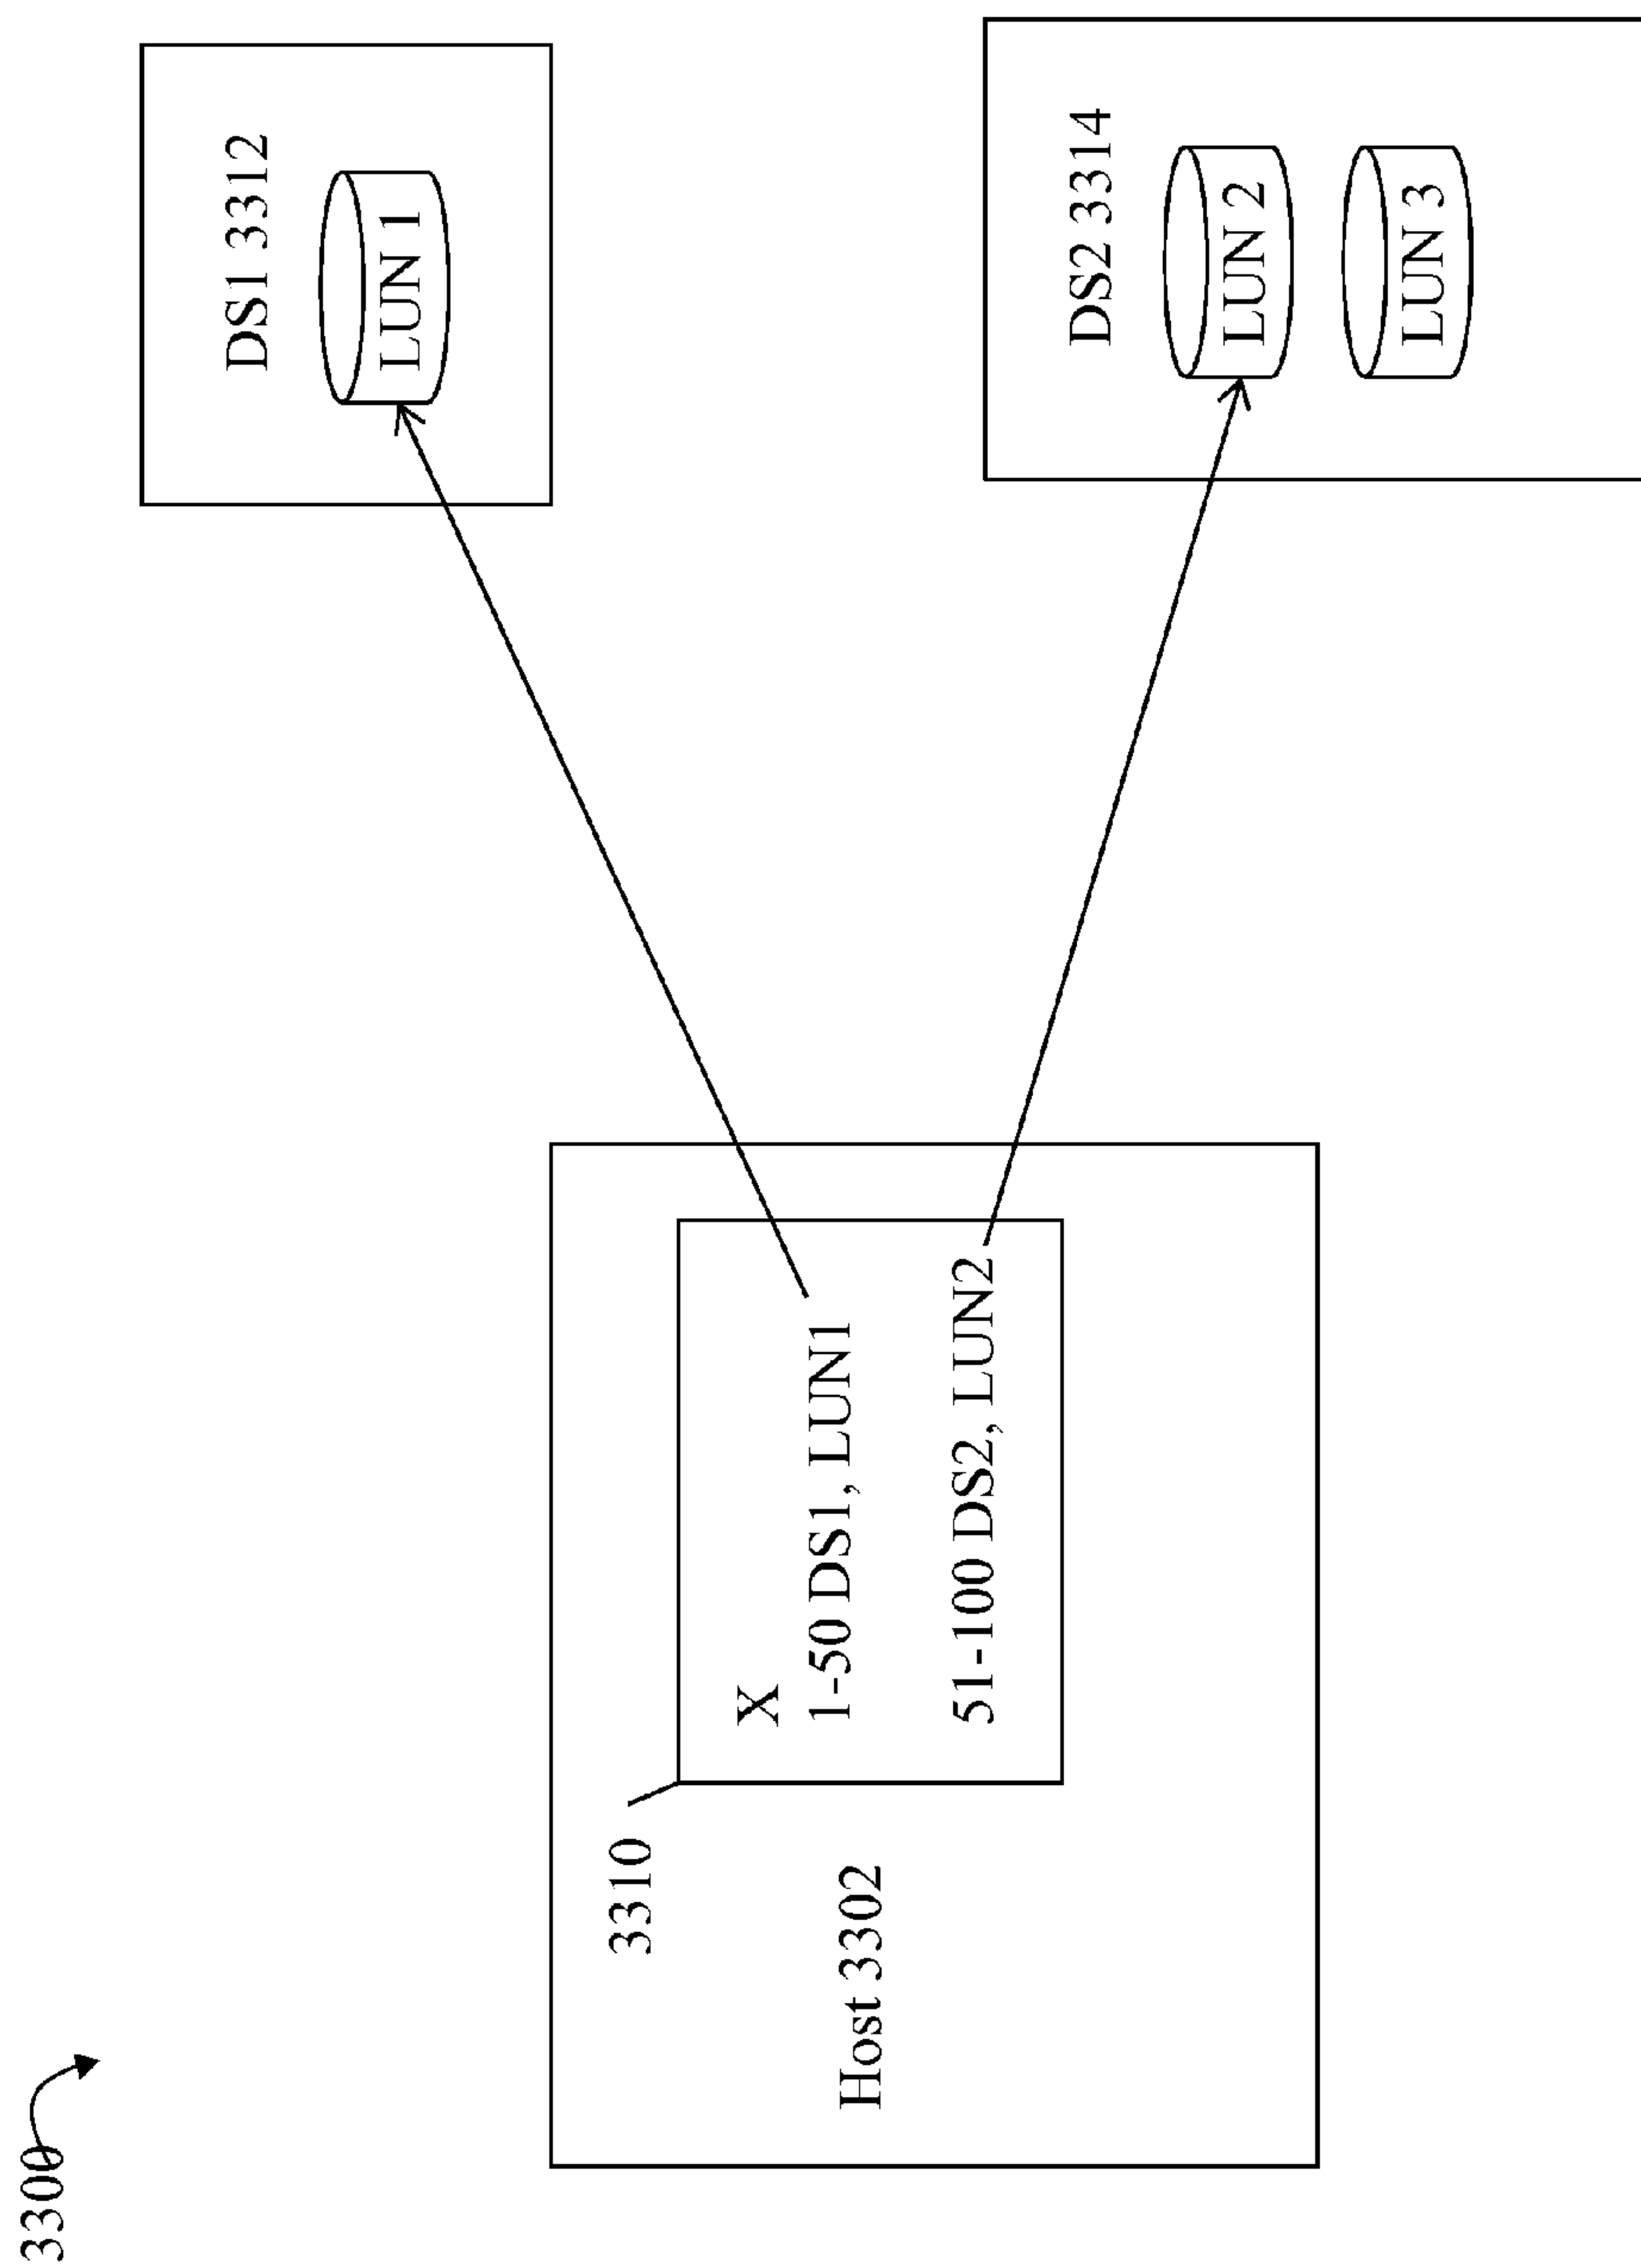 3300
DS1 3312
LUN 1
3310
X
1-50 DS1, LUN1
51-100 DS2, LUN2
Host 3302
DS2 3314
LUN 2
LUN 3